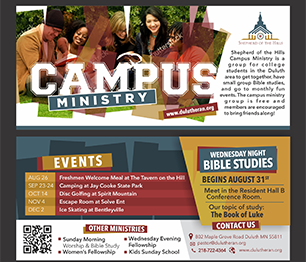 SHEPHERD OF THE HILLS
Shepherd of the Hills
Campus Ministry is a
group for college
students in the Duluth
area to get together, have
small group Bible studies,
and go to monthly fun
events. The campus ministry
group is free and
members are encouraged
to bring friends along!
CAMPUS
MINISTRY
www.duлutheran.org
EVENTS
AUG 26 Freshmen Welcome Meal at The Tavern on the Hill
SEP 23-24 Camping at Jay Cooke State Park
OCT 14 Disc Golfing at Spirit Mountain
NOV 4 Escape Room at Solve Ent
DEC 2 Ice Skating at Bentleyville
WEDNESDAY NIGHT
BIBLE STUDIES
BEGINS AUGUST 31st
Meet in the Resident Hall B
Conference Room.
Our topic of study:
The Book of Luke
OTHER MINISTRIES
• Sunday Morning
Worship & Bible Study
• Women's Fellowship
• Wednesday Evening
Fellowship
• Kids Sunday School
CONTACT US
802 Maple Grove Road Duluth MN 55811
pastor@dulutheran.org
218-722-4364